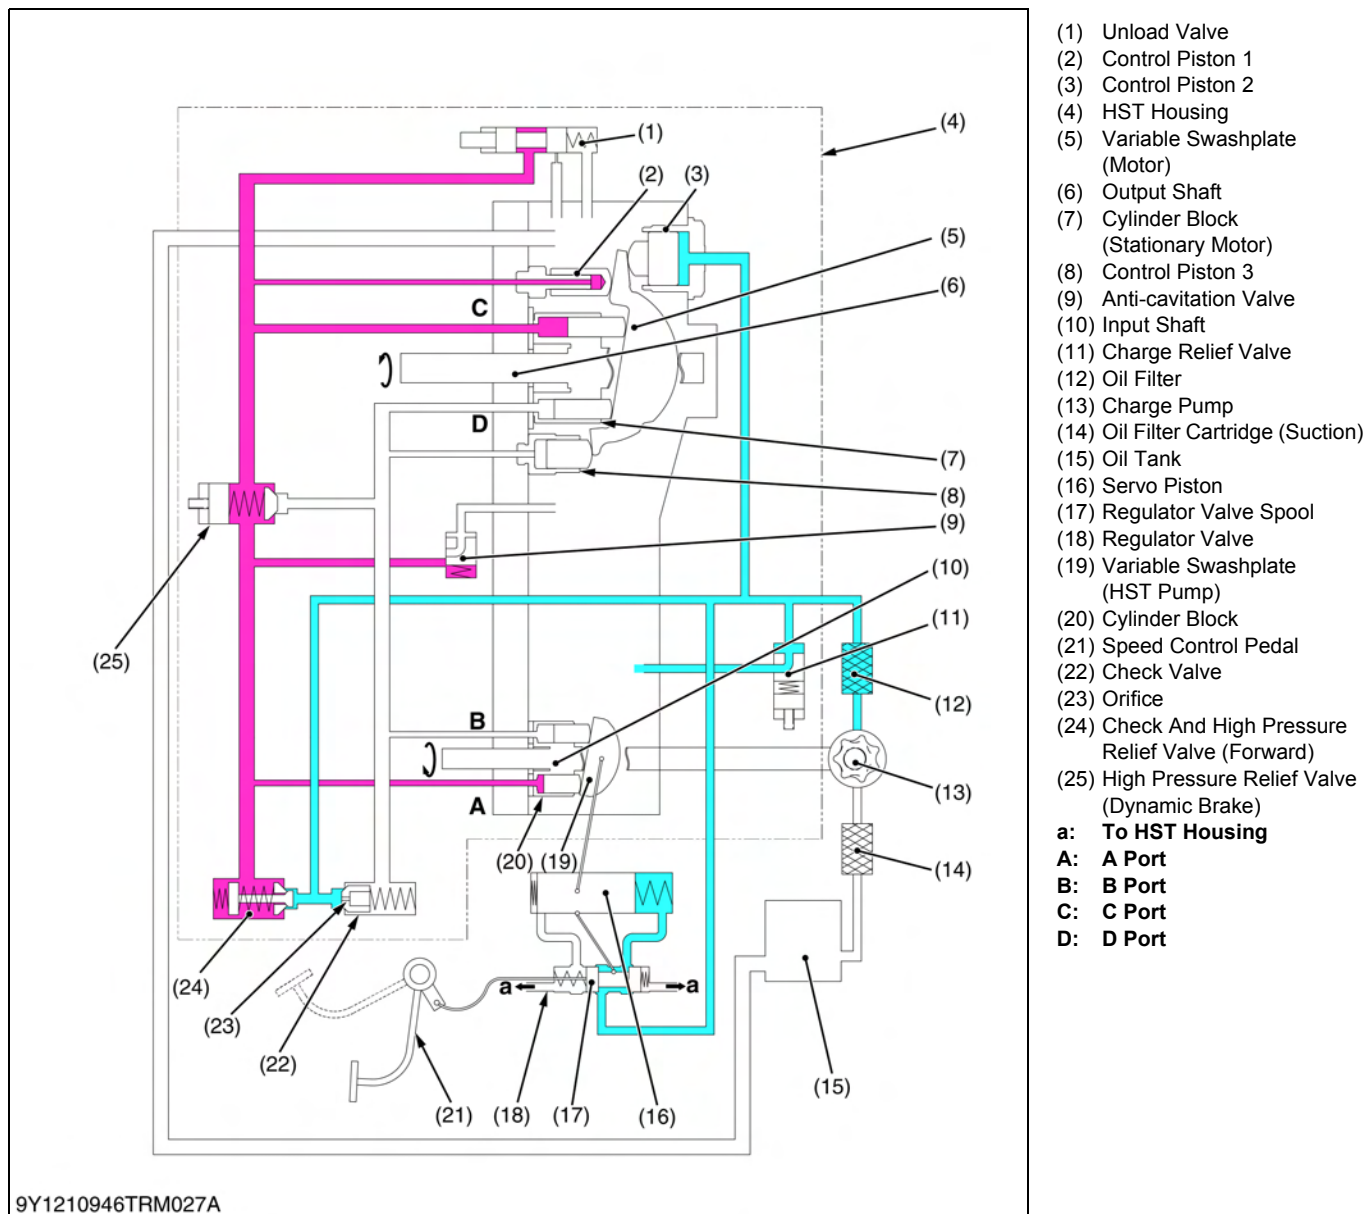 (1) Unload Valve
(2) Control Piston 1
(3) Control Piston 2
(4) HST Housing
(5) Variable Swashplate
(Motor)
(6) Output Shaft
(7) Cylinder Block
(Stationary Motor)
(8) Control Piston 3
(9) Anti-cavitation Valve
(10) Input Shaft
(11) Charge Relief Valve
(12) Oil Filter
(13) Charge Pump
(14) Oil Filter Cartridge (Suction)
(15) Oil Tank
(16) Servo Piston
(17) Regulator Valve Spool
(18) Regulator Valve
(19) Variable Swashplate
(HST Pump)
(20) Cylinder Block
(21) Speed Control Pedal
(22) Check Valve
(23) Orifice
(24) Check And High Pressure
Relief Valve (Forward)
(25) High Pressure Relief Valve
(Dynamic Brake)
a: To HST Housing
A: A Port
B: B Port
C: C Port
D: D Port
(1)
(4)
(2)
(3)
(5)
(6)
C
D
(7)
(8)
(9)
(10)
(11)
(25)
(12)
B
A
(13)
(20)
(19)
(14)
(24)
a
a
(23)
(22)
(21)
(18)
(17)
(16)
(15)
9Y1210946TRM027A